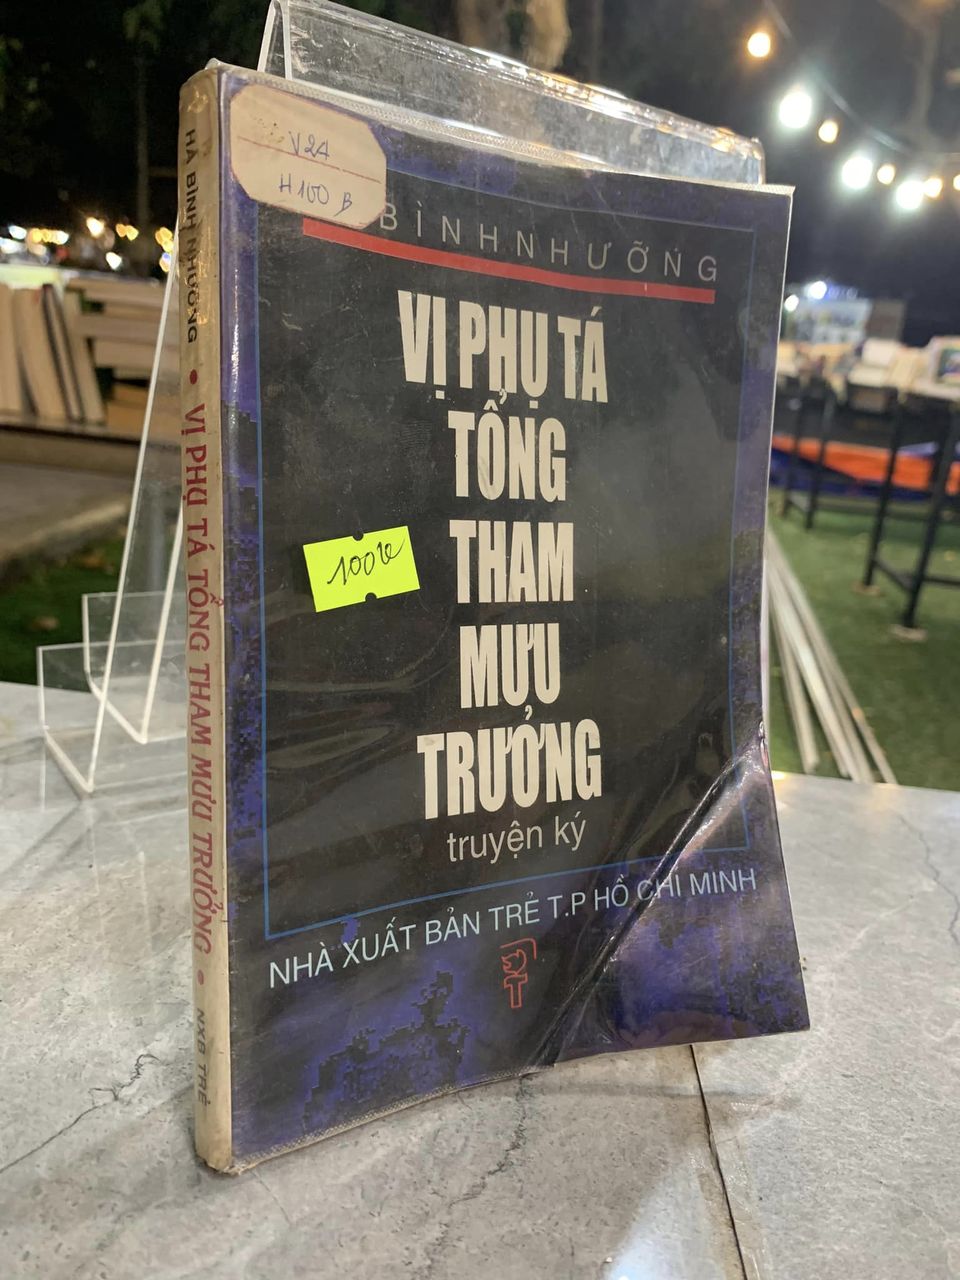 V24
H100B
BÌNH NHƯỠNG
VỊ PHỤ TÁ
TỔNG
THAM
MƯU
TRƯỞNG
truyện ký
NHÀ XUẤT BẢN TRẺ T.P HỒ CHÍ MINH
100k
HÀ BÌNH NHƯỠNG • VỊ PHỤ TÁ TỔNG THAM MƯU TRƯỞNG • NXB TRẺ